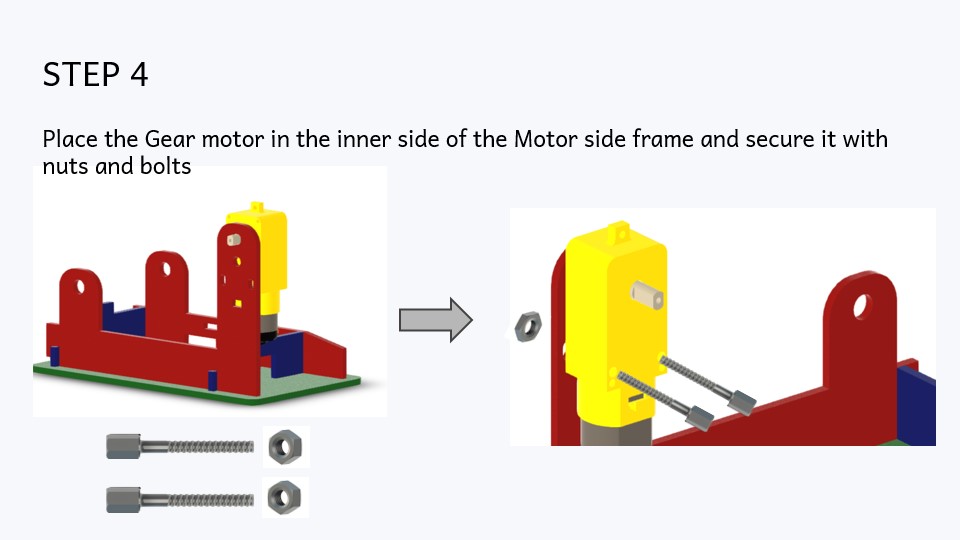 STEP 4
Place the Gear motor in the inner side of the Motor side frame and secure it with
nuts and bolts